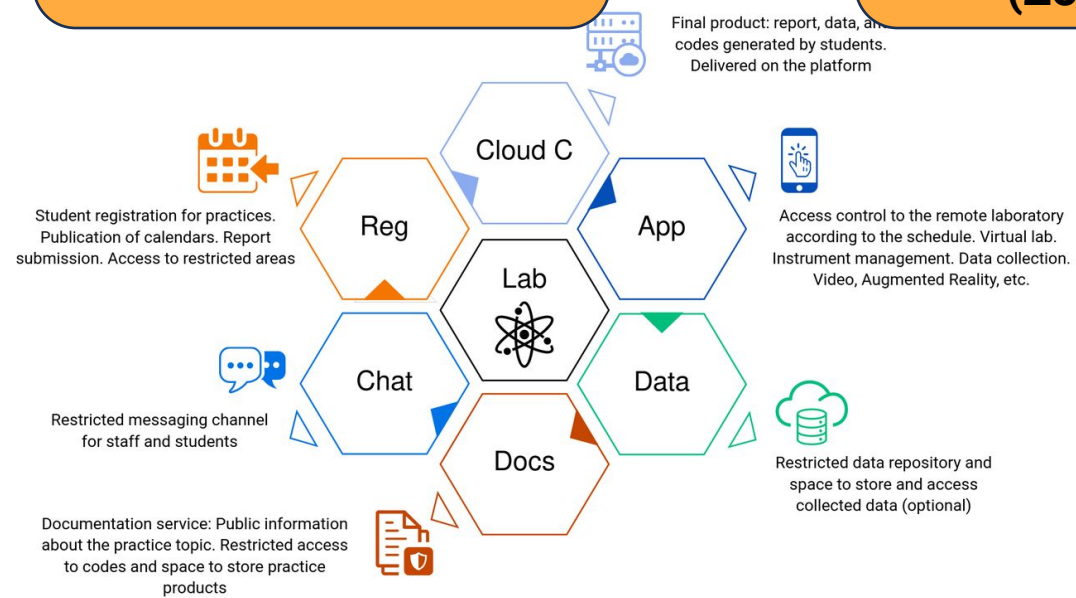 Final product: report, data, and
codes generated by students.
Delivered on the platform
Cloud C
Student registration for practices.
Publication of calendars. Report
submission. Access to restricted areas
Reg
App
Access control to the remote laboratory
according to the schedule. Virtual lab.
Instrument management. Data collection.
Video, Augmented Reality, etc.
Lab
Chat
Data
Restricted messaging channel
for staff and students
Docs
Restricted data repository and
space to store and access
collected data (optional)
Documentation service: Public information
about the practice topic. Restricted access
to codes and space to store practice
products